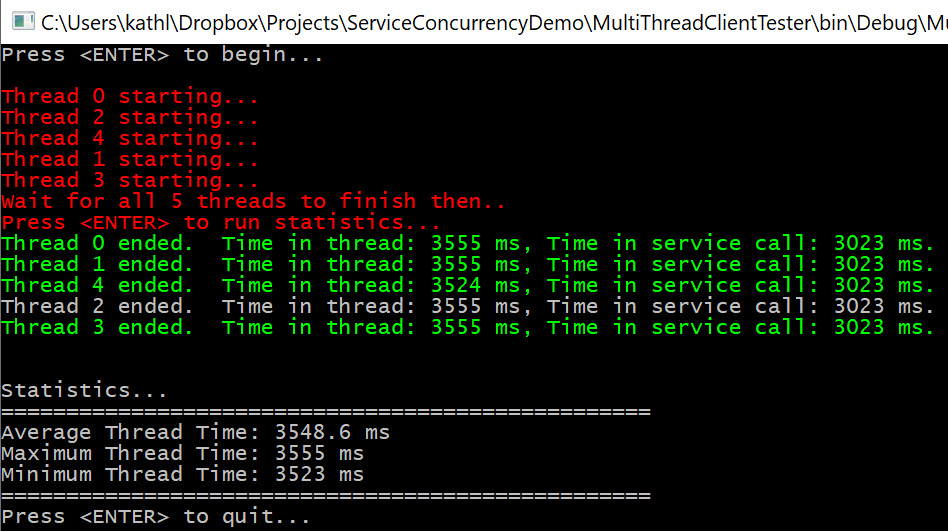 C:\Users\kathl\Dropbox\Projects\ServiceConcurrencyDemo\MultiThreadClientTester\bin\Debug\Mu
Press <ENTER> to begin...
Thread 0 starting...
Thread 2 starting...
Thread 4 starting...
Thread 1 starting...
Thread 3 starting...
Wait for all 5 threads to finish then..
Press <ENTER> to run statistics...
Thread 0 ended.  Time in thread: 3555 ms, Time in service call: 3023 ms.
Thread 1 ended.  Time in thread: 3555 ms, Time in service call: 3023 ms.
Thread 4 ended.  Time in thread: 3524 ms, Time in service call: 3023 ms.
Thread 2 ended.  Time in thread: 3555 ms, Time in service call: 3023 ms.
Thread 3 ended.  Time in thread: 3555 ms, Time in service call: 3023 ms.
Statistics...
==================================================
Average Thread Time: 3548.6 ms
Maximum Thread Time: 3555 ms
Minimum Thread Time: 3523 ms
==================================================
Press <ENTER> to quit...